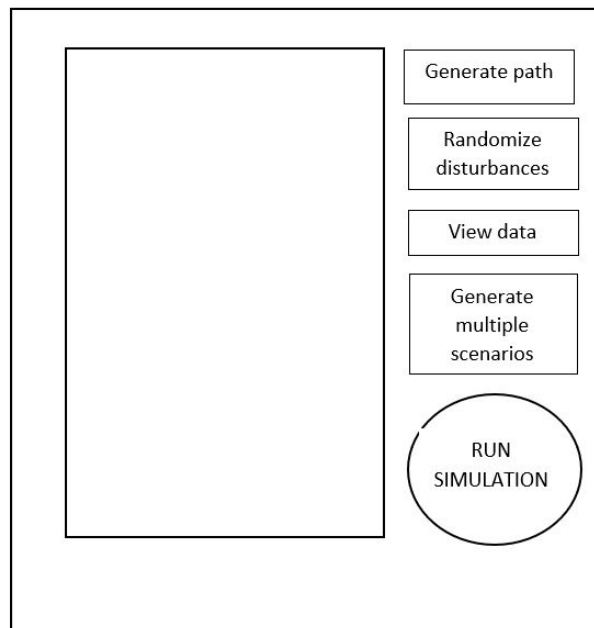 Generate path
Randomize
disturbances
View data
Generate
multiple
scenarios
RUN
SIMULATION